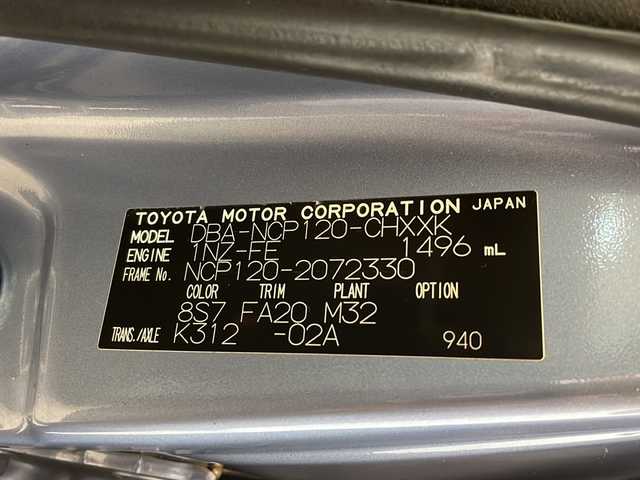 TOYOTA MOTOR CORPORATION JAPAN
MODEL DBA-NCP120-CHXXK
ENGINE 1NZ-FE 1496 mL
FRAME No. NCP120-2072330
COLOR TRIM PLANT OPTION
8S7 FA20 M32
TRANS./AXLE K312 -02A 940